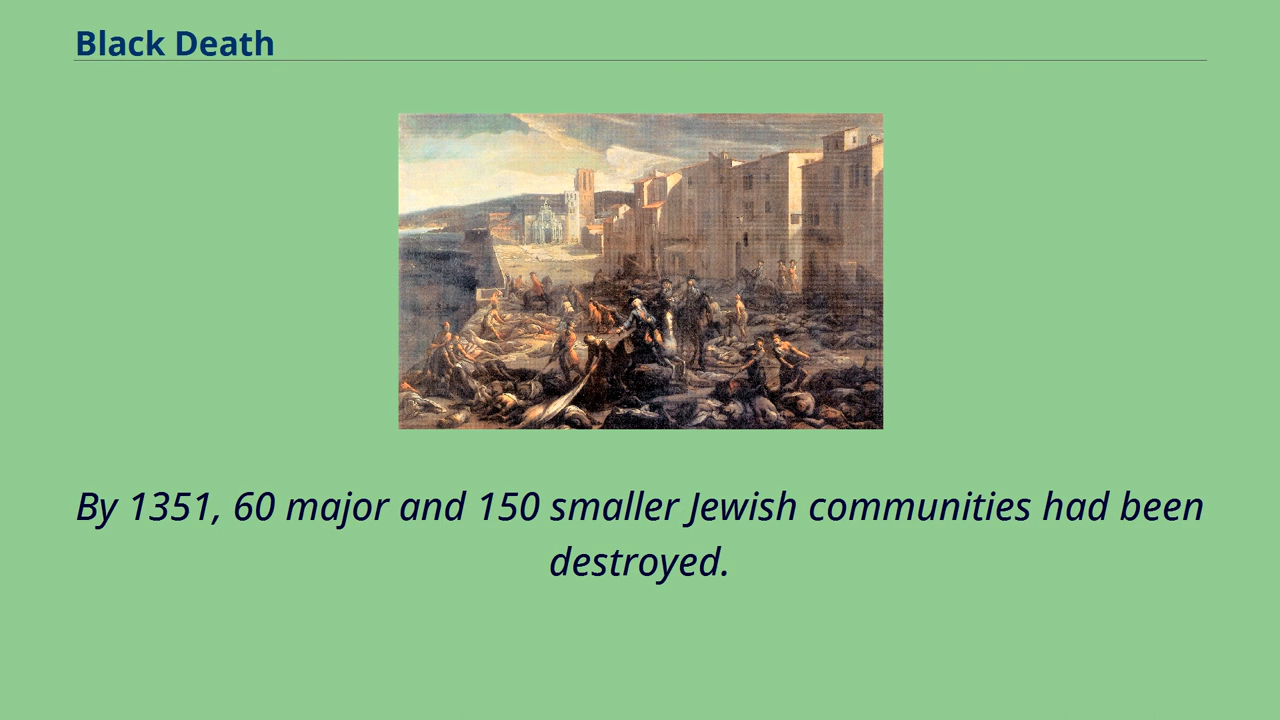 Black Death
By 1351, 60 major and 150 smaller Jewish communities had been
destroyed.